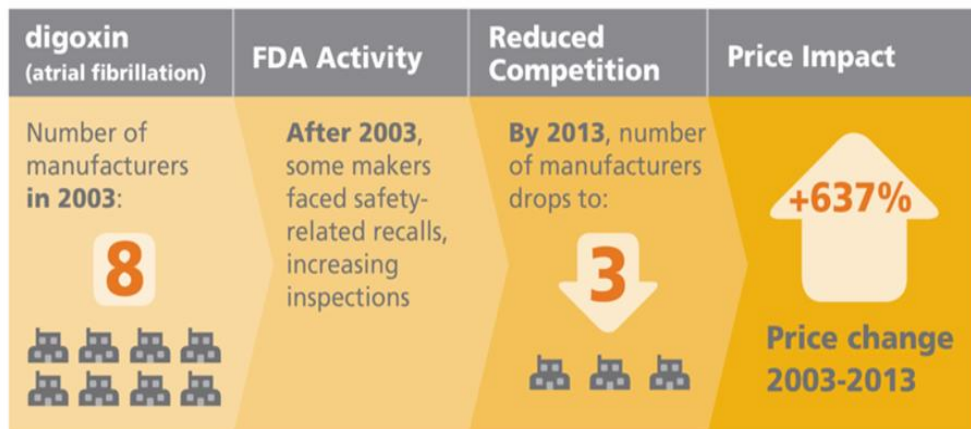 digoxin
(atrial fibrillation)
FDA Activity
Reduced
Competition
Price Impact
Number of
manufacturers
in 2003:
8
After 2003,
some makers
faced safety-
related recalls,
increasing
inspections
By 2013, number
of manufacturers
drops to:
3
+637%
Price change
2003-2013